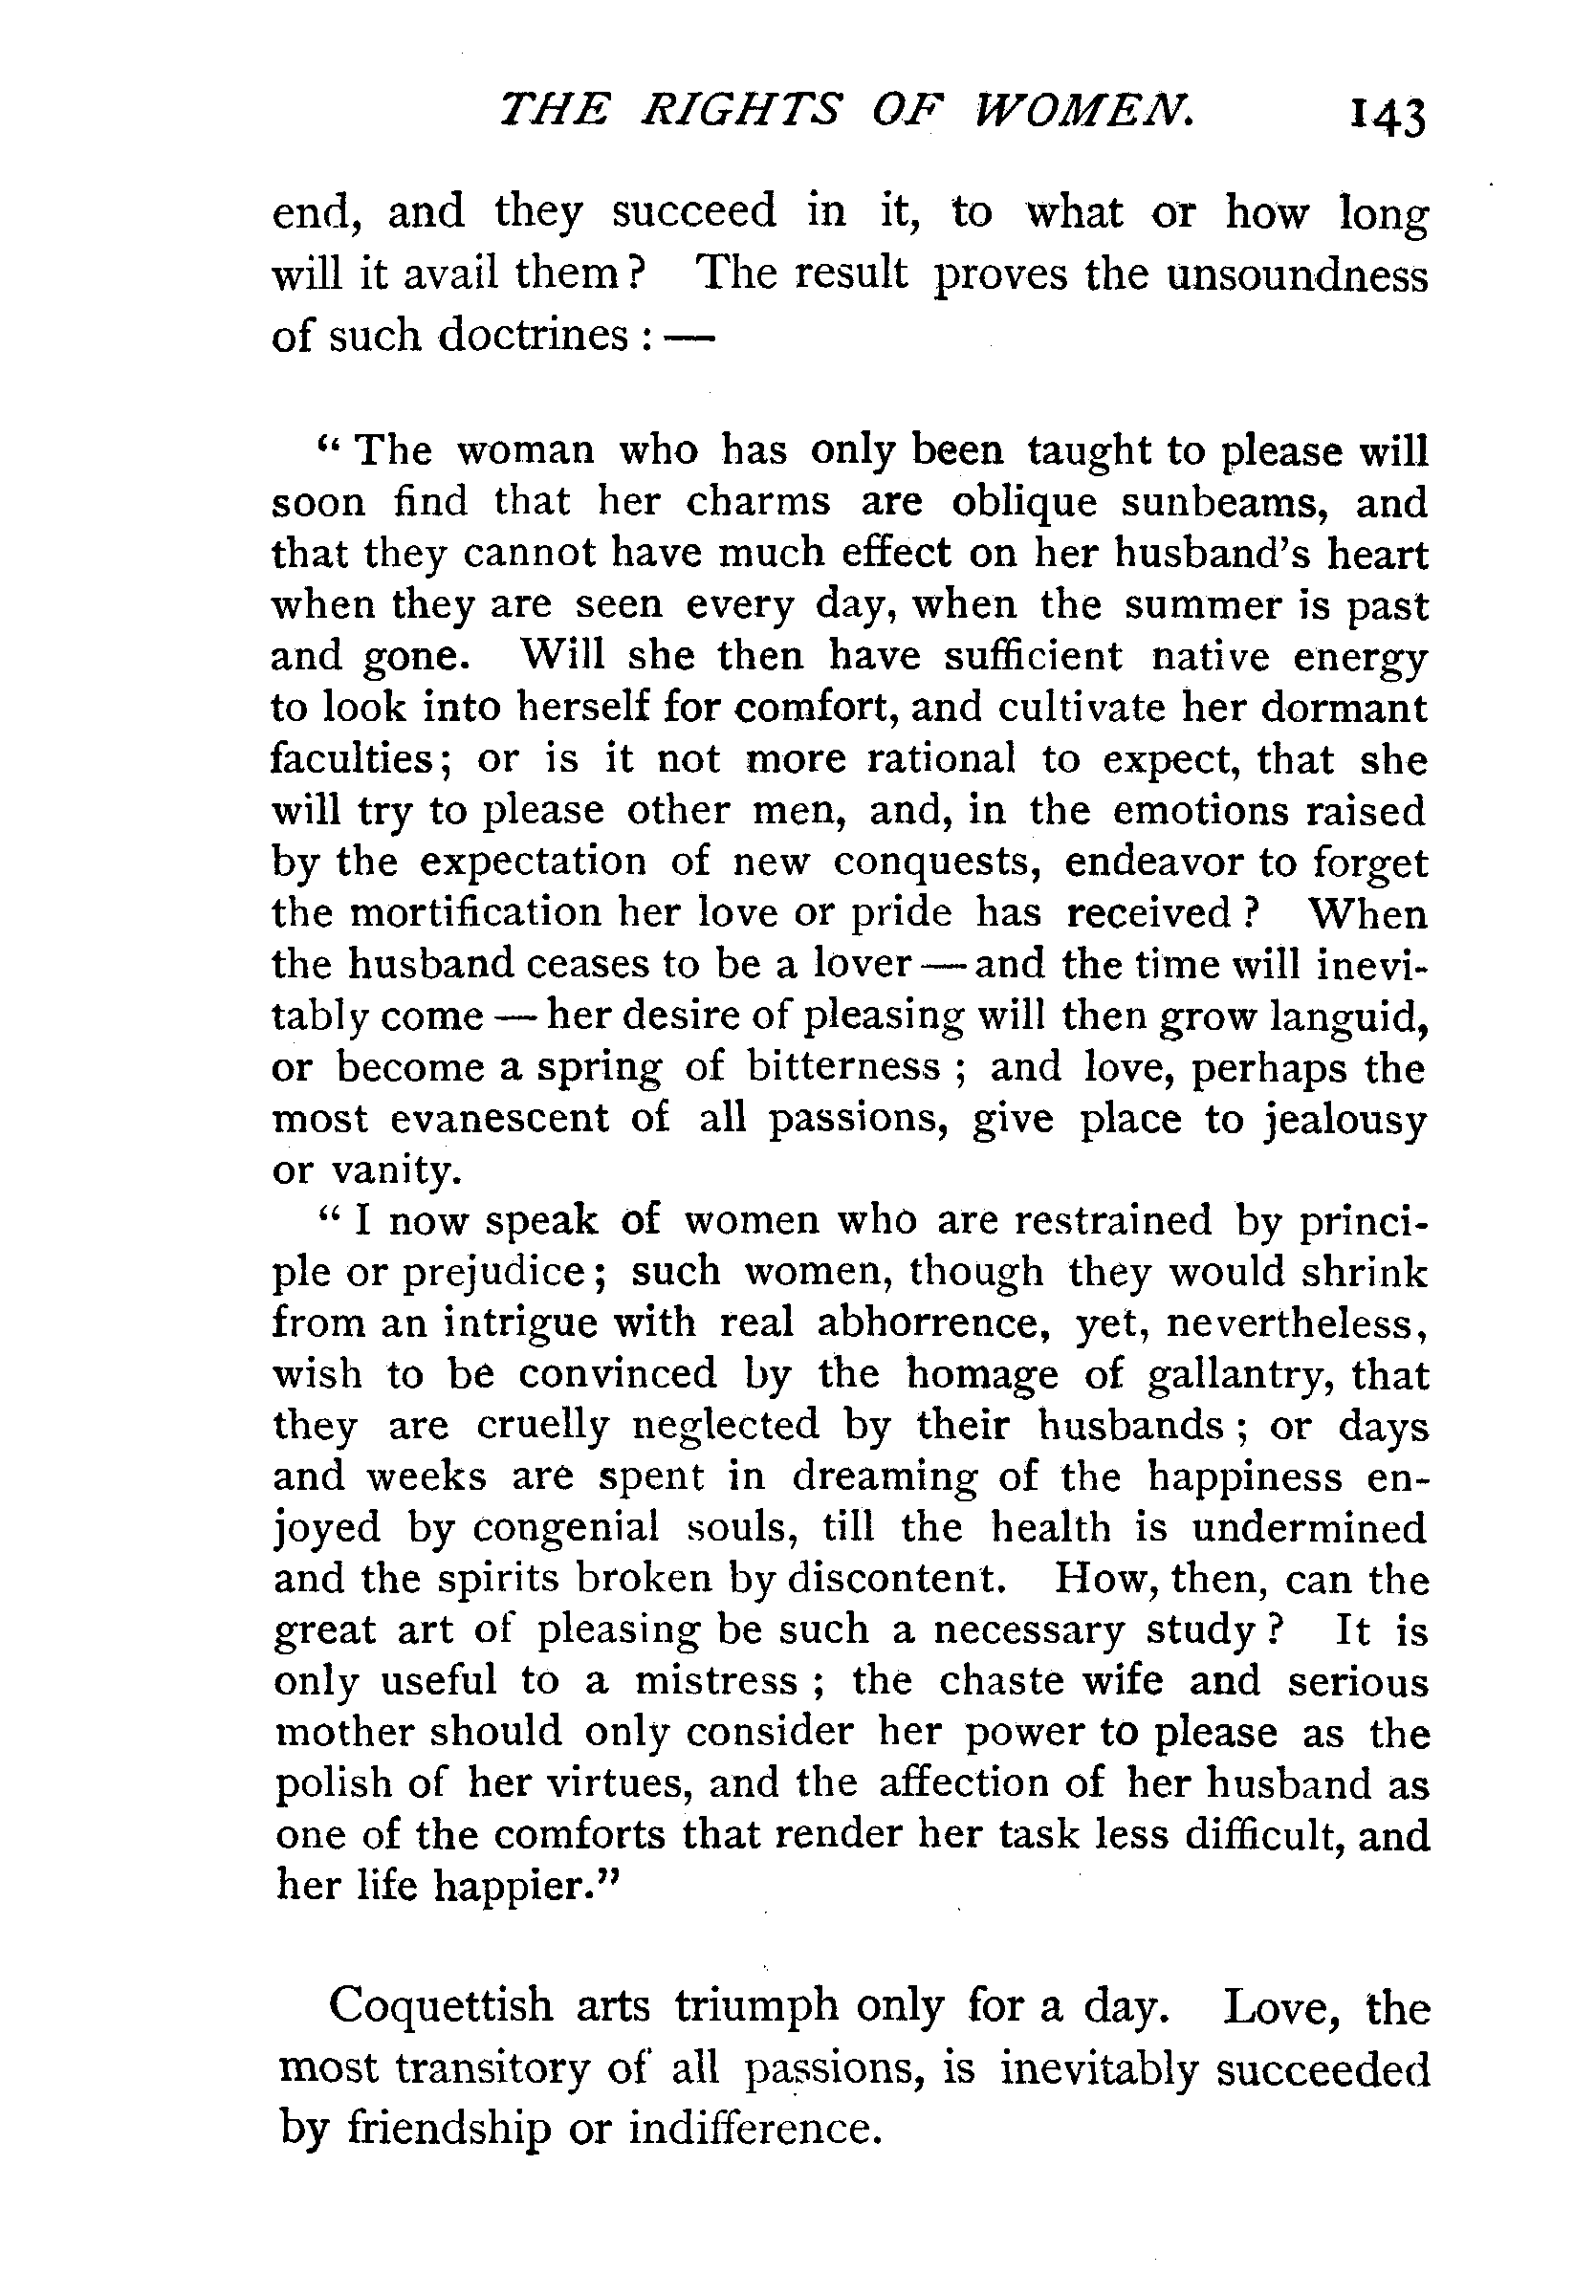 THE RIGHTS OF WOMEN. 143
end, and they succeed in it, to what or how long
will it avail them? The result proves the unsoundness
of such doctrines: —
“ The woman who has only been taught to please will
soon find that her charms are oblique sunbeams, and
that they cannot have much effect on her husband's heart
when they are seen every day, when the summer is past
and gone. Will she then have sufficient native energy
to look into herself for comfort, and cultivate her dormant
faculties; or is it not more rational to expect, that she
will try to please other men, and, in the emotions raised
by the expectation of new conquests, endeavor to forget
the mortification her love or pride has received? When
the husband ceases to be a lover — and the time will inevi-
tably come — her desire of pleasing will then grow languid,
or become a spring of bitterness; and love, perhaps the
most evanescent of all passions, give place to jealousy
or vanity.
“ I now speak of women who are restrained by princi-
ple or prejudice; such women, though they would shrink
from an intrigue with real abhorrence, yet, nevertheless,
wish to be convinced by the homage of gallantry, that
they are cruelly neglected by their husbands; or days
and weeks are spent in dreaming of the happiness en-
joyed by congenial souls, till the health is undermined
and the spirits broken by discontent. How, then, can the
great art of pleasing be such a necessary study? It is
only useful to a mistress; the chaste wife and serious
mother should only consider her power to please as the
polish of her virtues, and the affection of her husband as
one of the comforts that render her task less difficult, and
her life happier.”
Coquettish arts triumph only for a day. Love, the
most transitory of all passions, is inevitably succeeded
by friendship or indifference.